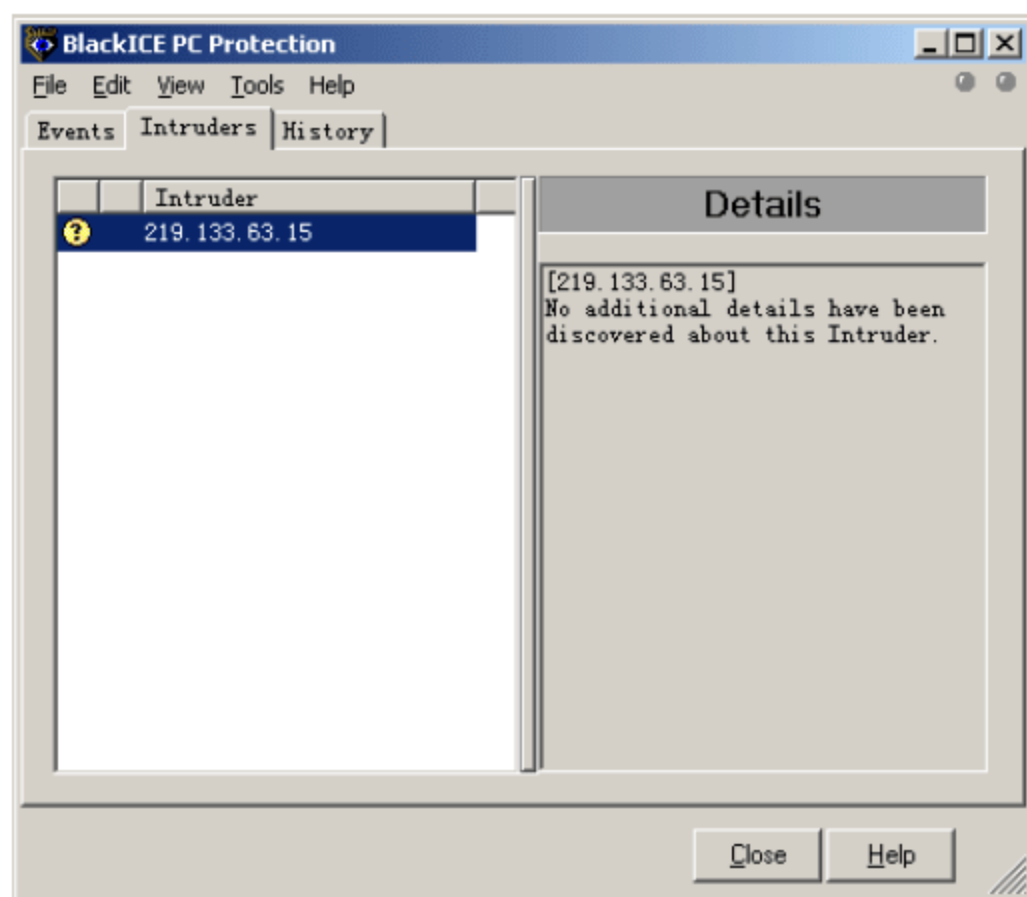 BlackICE PC Protection
File Edit View Tools Help
Events Intruders History
Intruder
219.133.63.15
Details
[219.133.63.15]
No additional details have been
discovered about this Intruder.
Close Help